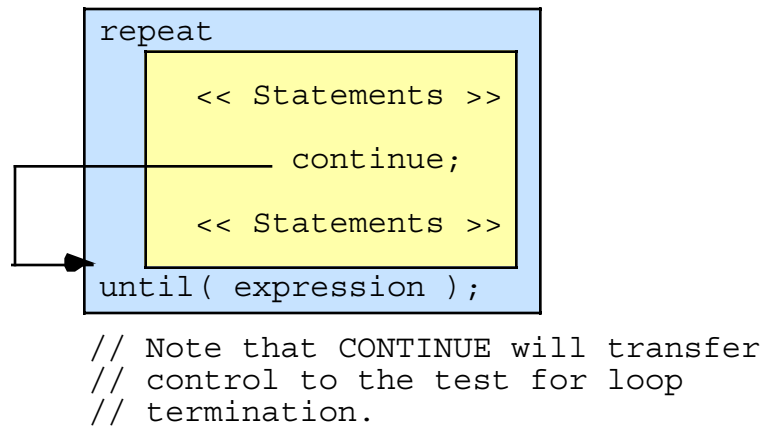 repeat
<< Statements >>
continue;
<< Statements >>
until( expression );
// Note that CONTINUE will transfer
// control to the test for loop
// termination.